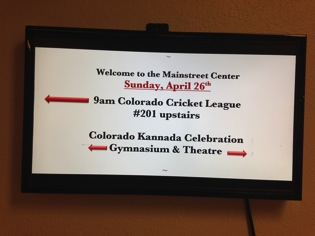 Welcome to the Mainstreet Center
Sunday, April 26th
9am Colorado Cricket League
#201 upstairs
Colorado Kannada Celebration
Gymnasium & Theatre